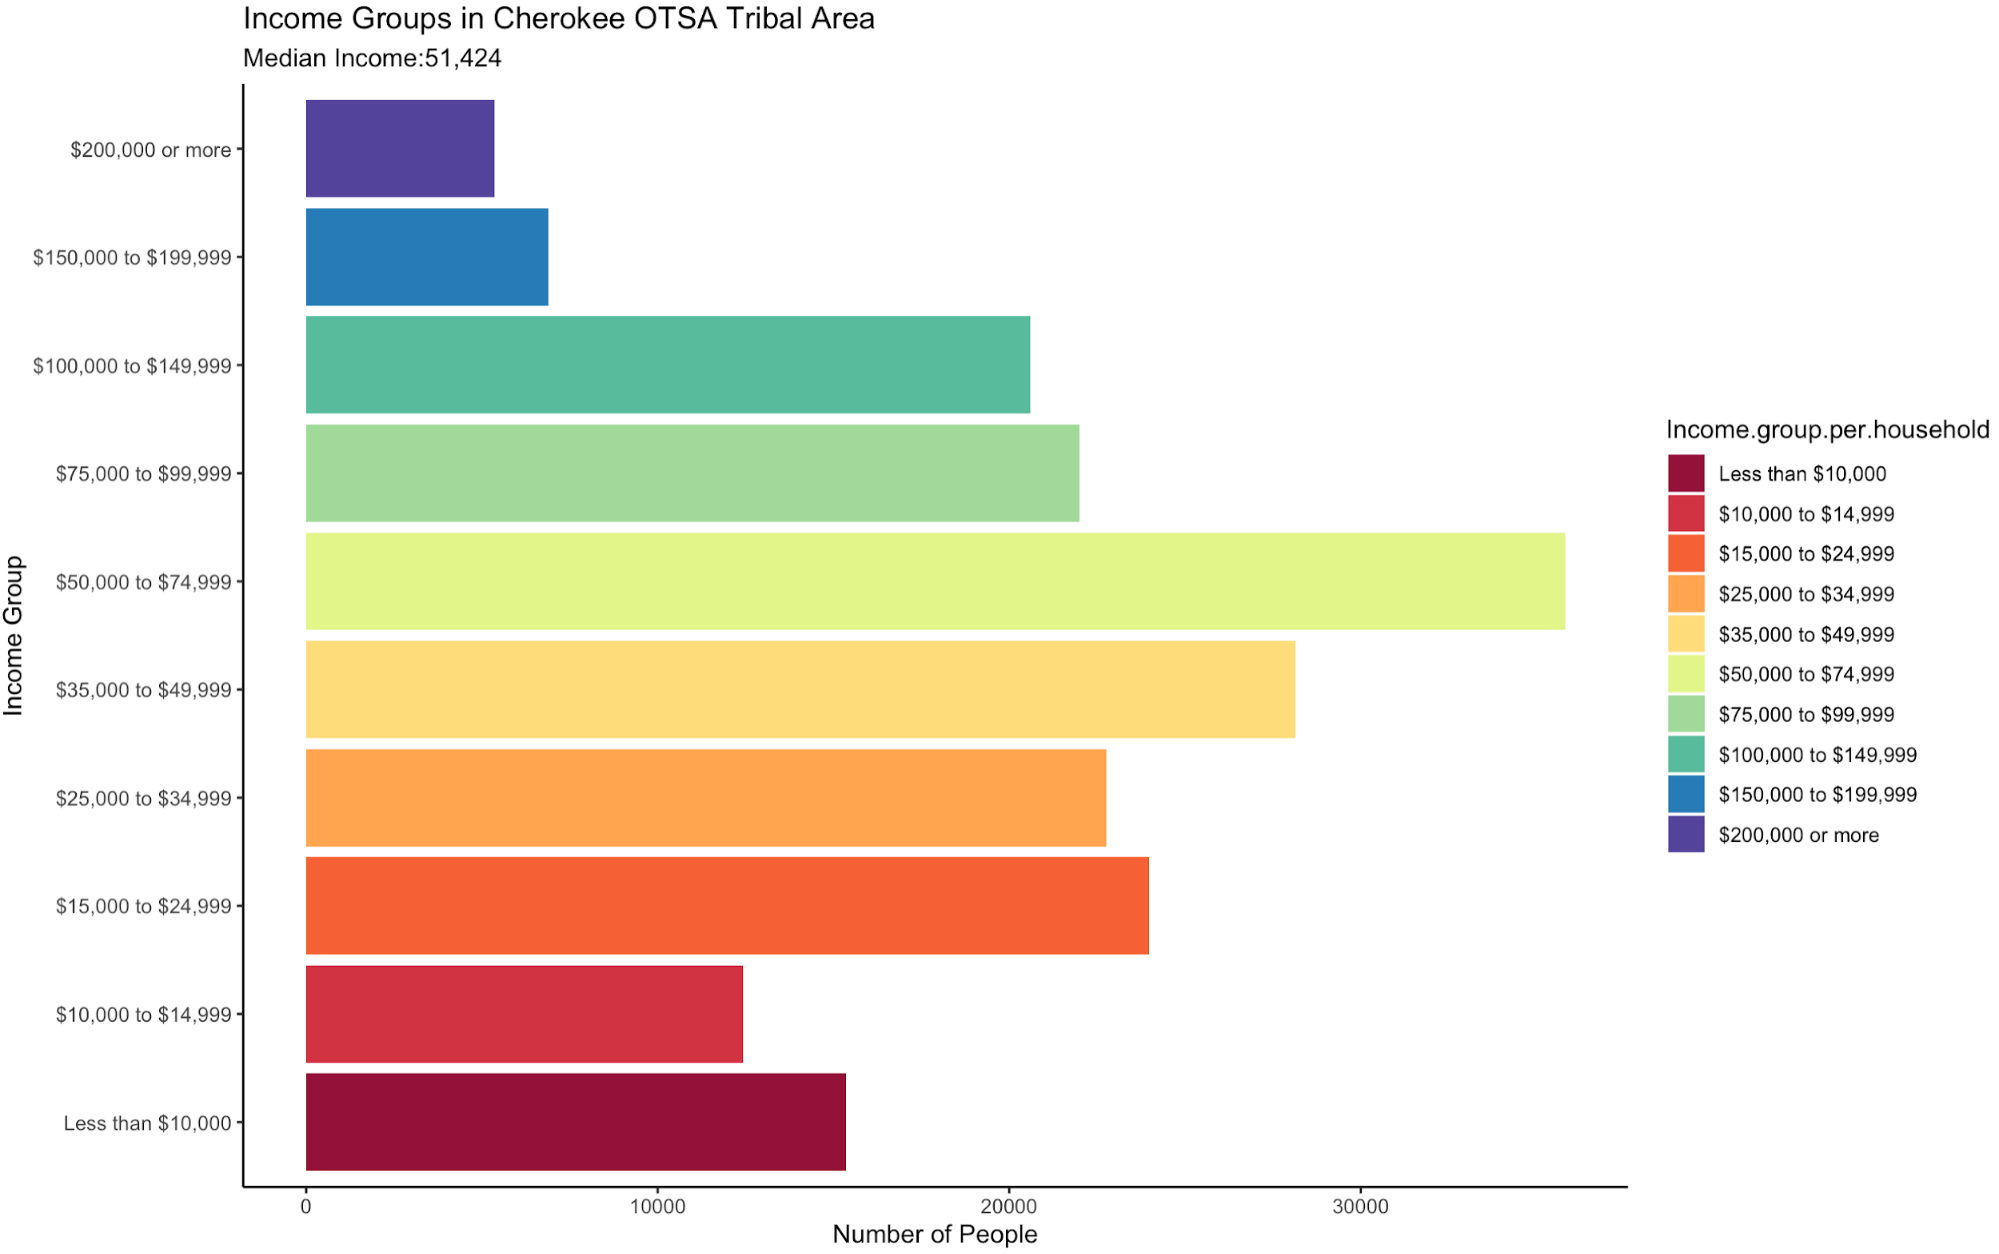 Income Groups in Cherokee OTSA Tribal Area
Median Income:51,424
Income Group
$200,000 or more
$150,000 to $199,999
$100,000 to $149,999
$75,000 to $99,999
$50,000 to $74,999
$35,000 to $49,999
$25,000 to $34,999
$15,000 to $24,999
$10,000 to $14,999
Less than $10,000
0 10000 20000 30000
Number of People
Income.group.per.household
Less than $10,000
$10,000 to $14,999
$15,000 to $24,999
$25,000 to $34,999
$35,000 to $49,999
$50,000 to $74,999
$75,000 to $99,999
$100,000 to $149,999
$150,000 to $199,999
$200,000 or more